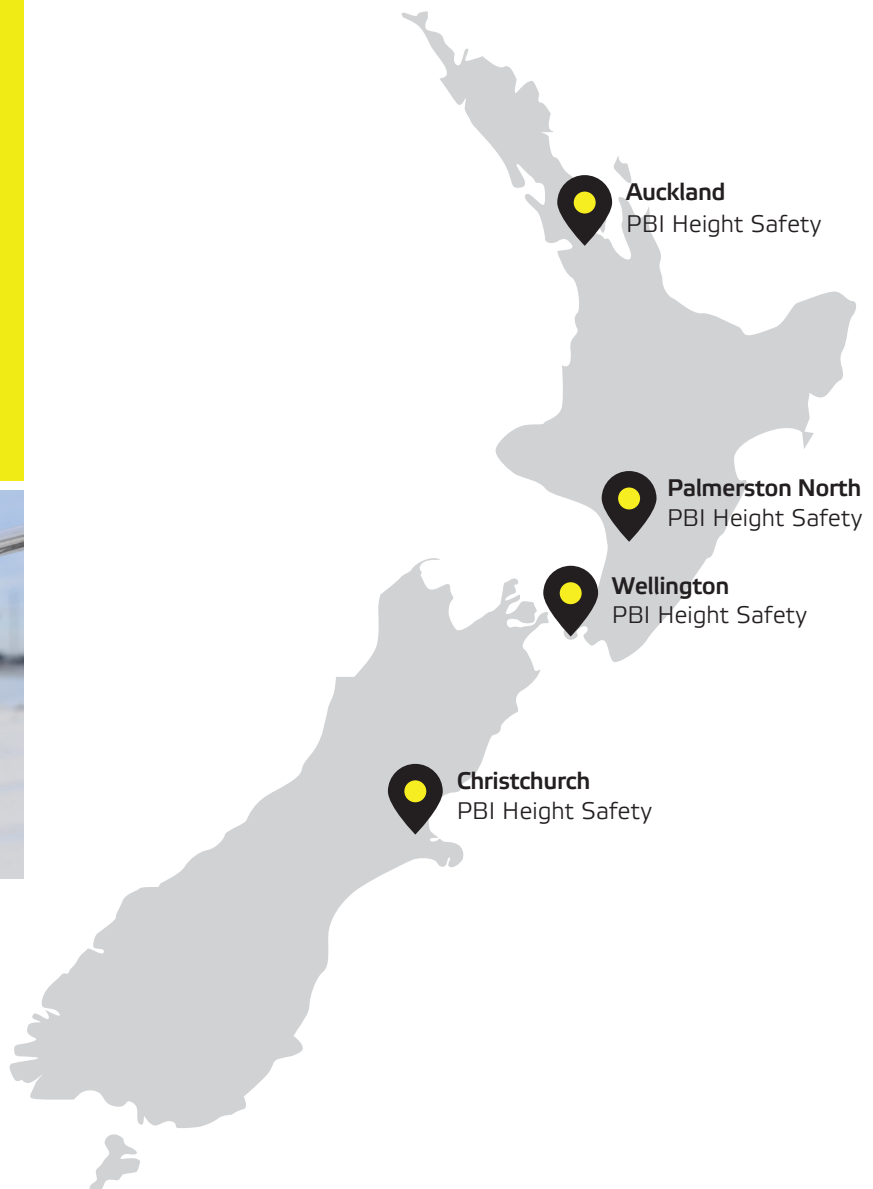 Auckland
PBI Height Safety
Palmerston North
PBI Height Safety
Wellington
PBI Height Safety
Christchurch
PBI Height Safety